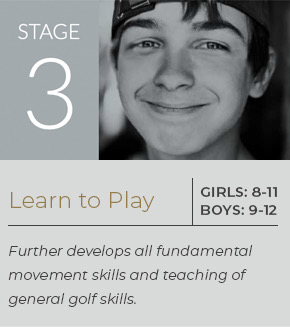 STAGE
3
Learn to Play
GIRLS: 8-11
BOYS: 9-12
Further develops all fundamental
movement skills and teaching of
general golf skills.